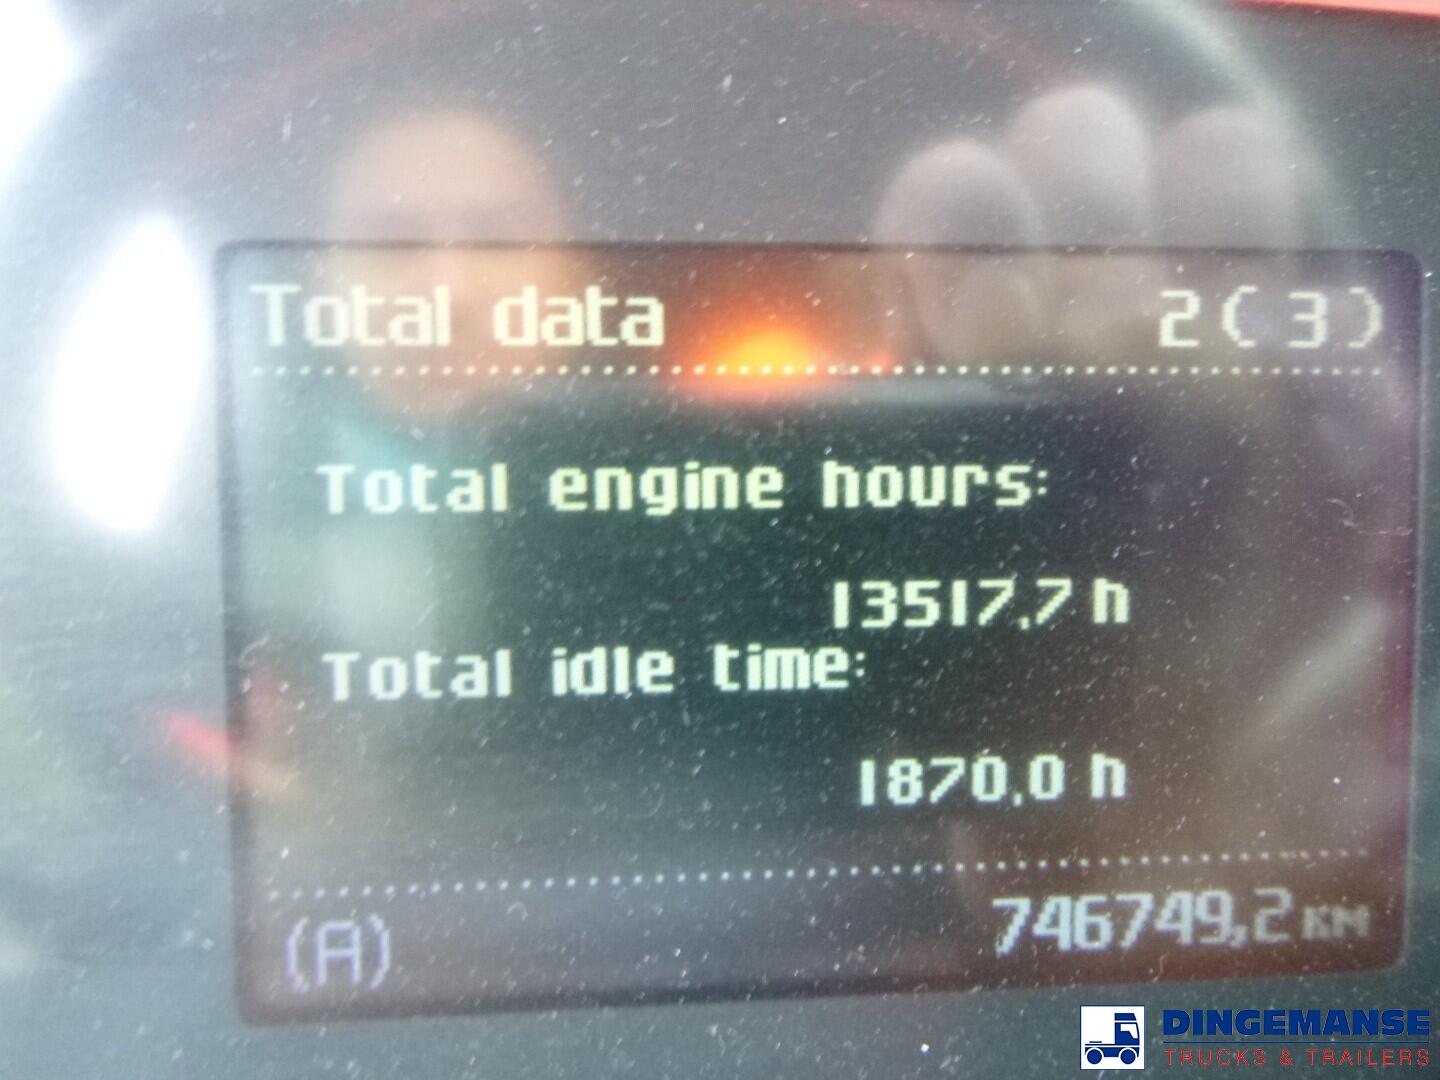 Total data 2(3)
Total engine hours:
13517,7 h
Total idle time:
1870,0 h
(A) 746749,2 KM
DINGEMANSE
TRUCKS & TRAILERS